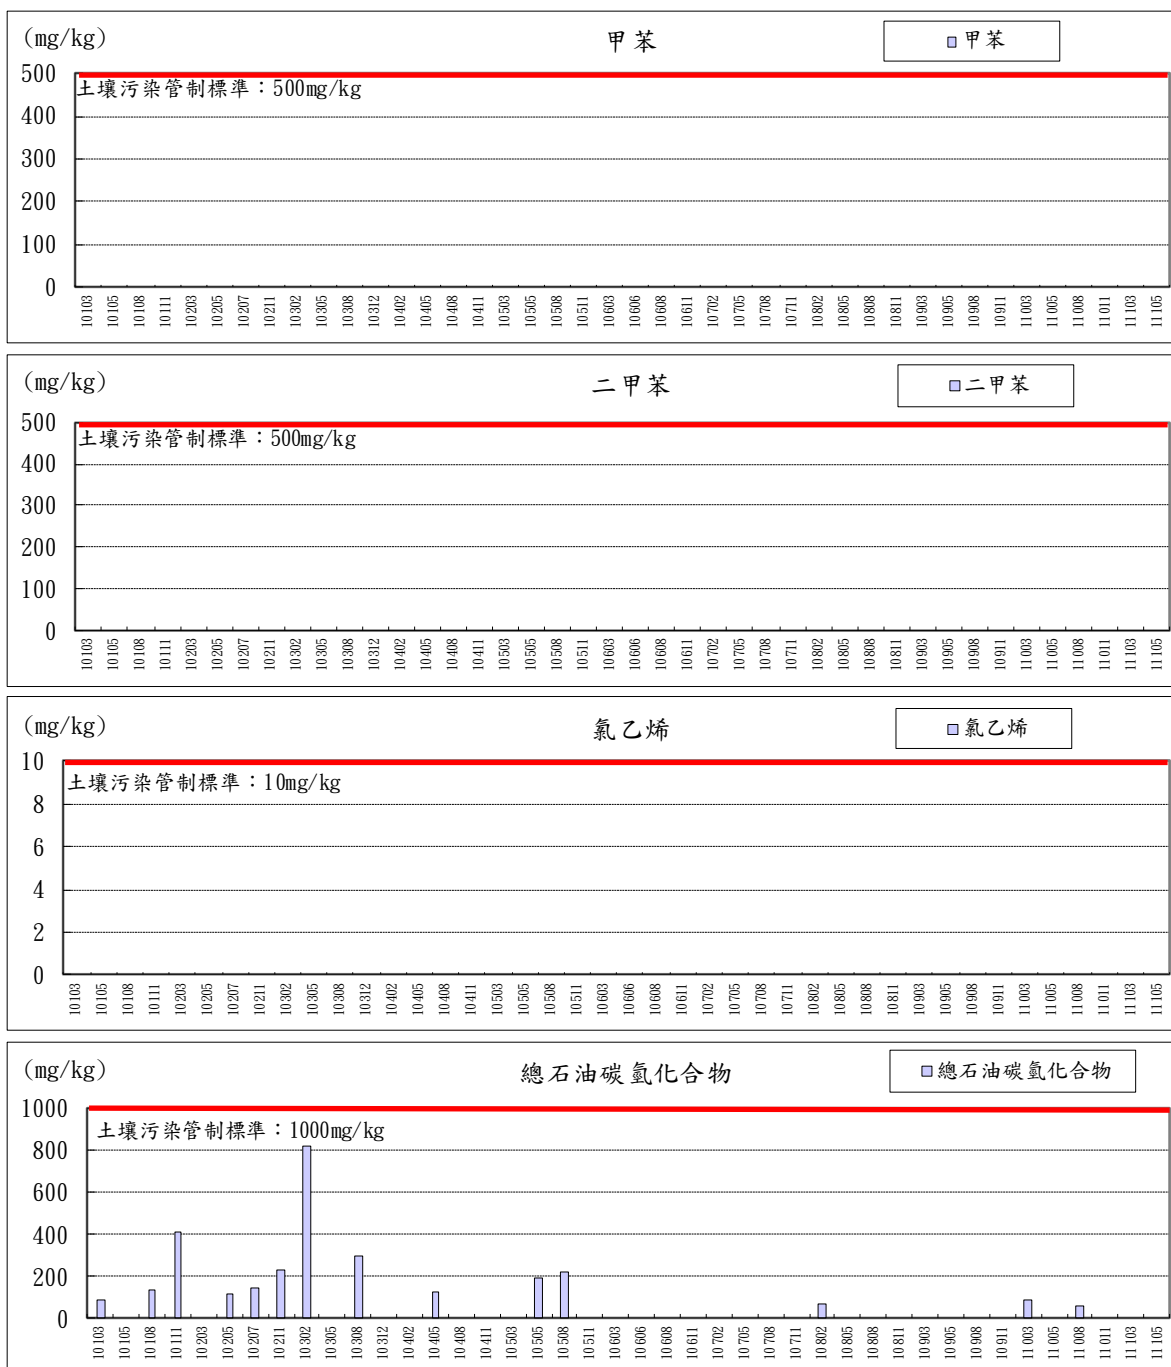 (mg/kg)
甲苯
甲苯
500
土壤污染管制標準：500mg/kg
400
300
200
100
0
10103 10105 10108 10111 10203 10205 10207 10211 10302 10305 10308 10312 10402 10405 10408 10411 10503 10505 10508 10511 10603 10606 10608 10611 10702 10705 10708 10711 10802 10805 10808 10811 10903 10905 10908 10911 11003 11005 11008 11011 11103 11105
(mg/kg)
二甲苯
二甲苯
500
土壤污染管制標準：500mg/kg
400
300
200
100
0
10103 10105 10108 10111 10203 10205 10207 10211 10302 10305 10308 10312 10402 10405 10408 10411 10503 10505 10508 10511 10603 10606 10608 10611 10702 10705 10708 10711 10802 10805 10808 10811 10903 10905 10908 10911 11003 11005 11008 11011 11103 11105
(mg/kg)
氯乙烯
氯乙烯
10
土壤污染管制標準：10mg/kg
8
6
4
2
0
10103 10105 10108 10111 10203 10205 10207 10211 10302 10305 10308 10312 10402 10405 10408 10411 10503 10505 10508 10511 10603 10606 10608 10611 10702 10705 10708 10711 10802 10805 10808 10811 10903 10905 10908 10911 11003 11005 11008 11011 11103 11105
(mg/kg)
總石油碳氫化合物
總石油碳氫化合物
1000
土壤污染管制標準：1000mg/kg
800
600
400
200
0
10103 10105 10108 10111 10203 10205 10207 10211 10302 10305 10308 10312 10402 10405 10408 10411 10503 10505 10508 10511 10603 10606 10608 10611 10702 10705 10708 10711 10802 10805 10808 10811 10903 10905 10908 10911 11003 11005 11008 11011 11103 11105